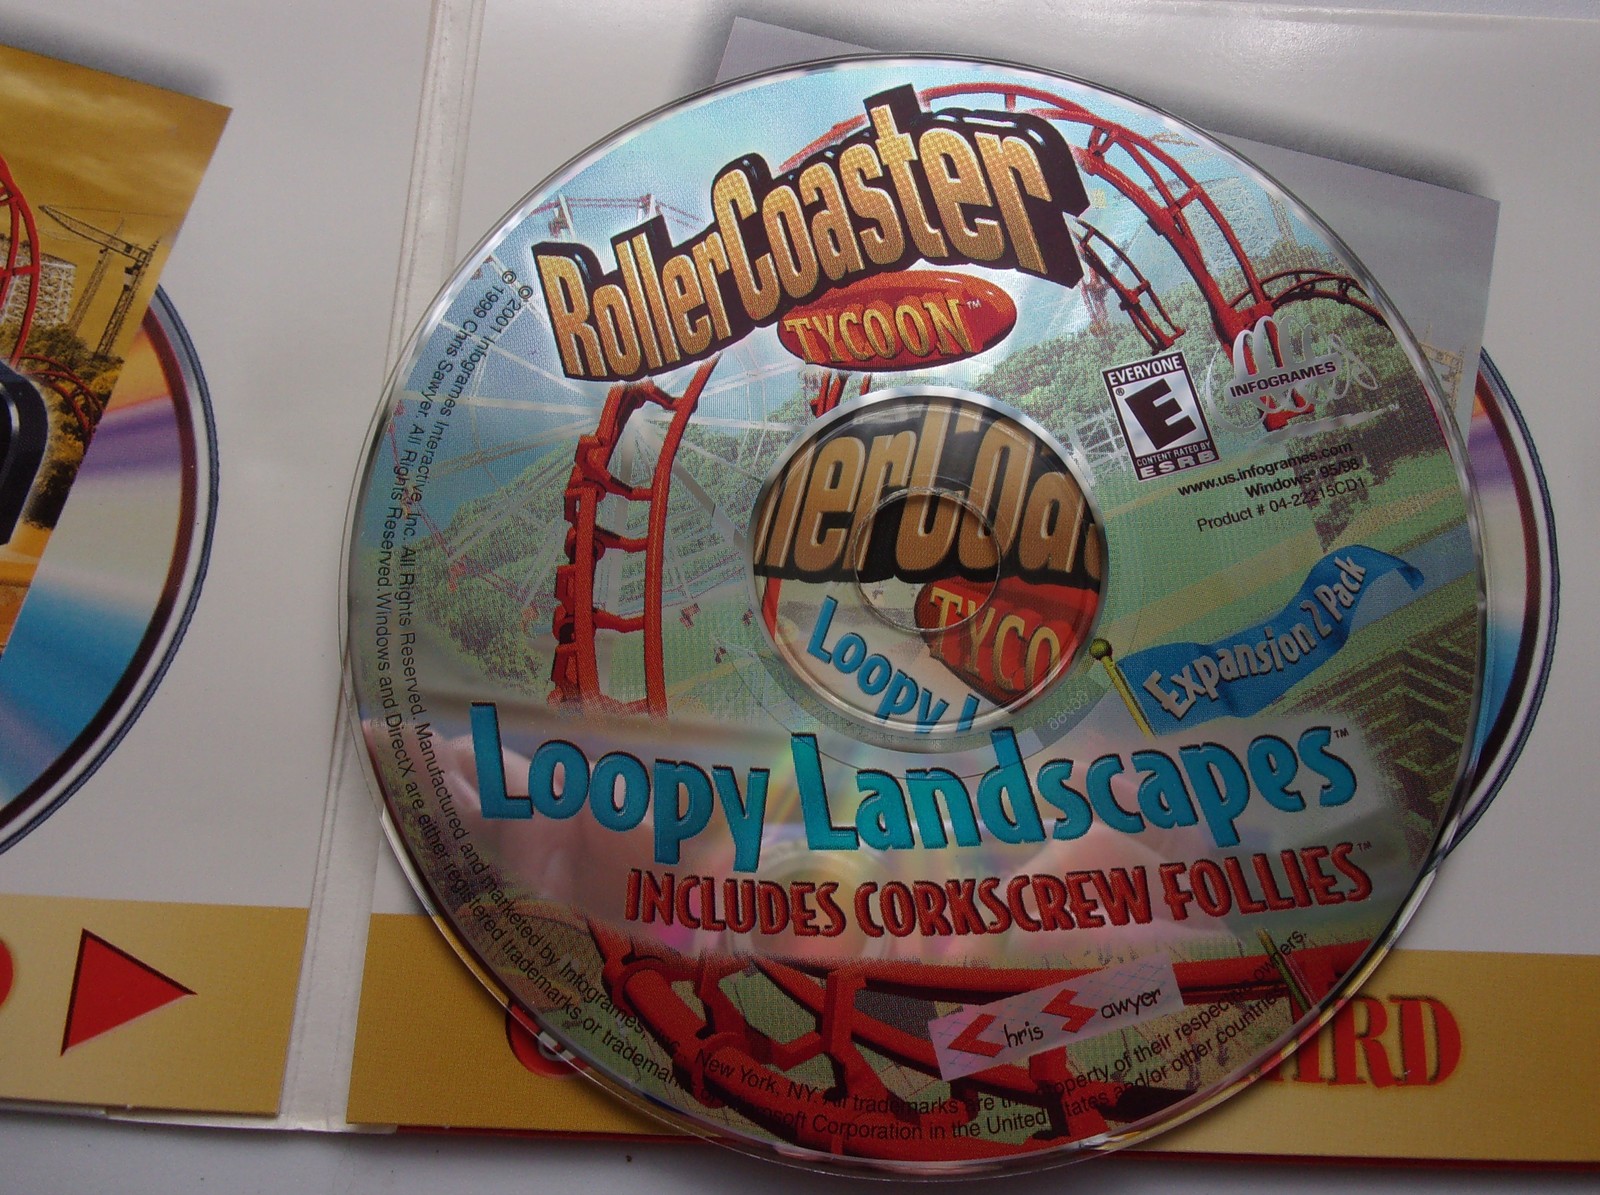 RollerCoaster
TYCOON™
EVERYONE
E
CONTENT RATED BY
ESRB
INFOGRAMES
www.us.infogrames.com
Windows® 95/98
Product # 04-22215CD1
Expansion 2 Pack
llerCoa
TYCO
Loopy L
Loopy Landscapes™
INCLUDES CORKSCREW FOLLIES™
Chris Sawyer
© 2001 Infogrames Interactive, Inc. All Rights Reserved. Manufactured and marketed by Infogrames, Inc., New York, NY. All trademarks are the property of their respective owners.
© 1999 Chris Sawyer. All Rights Reserved. Windows and DirectX are either registered trademarks or trademarks of Microsoft Corporation in the United States and/or other countries.
ARD